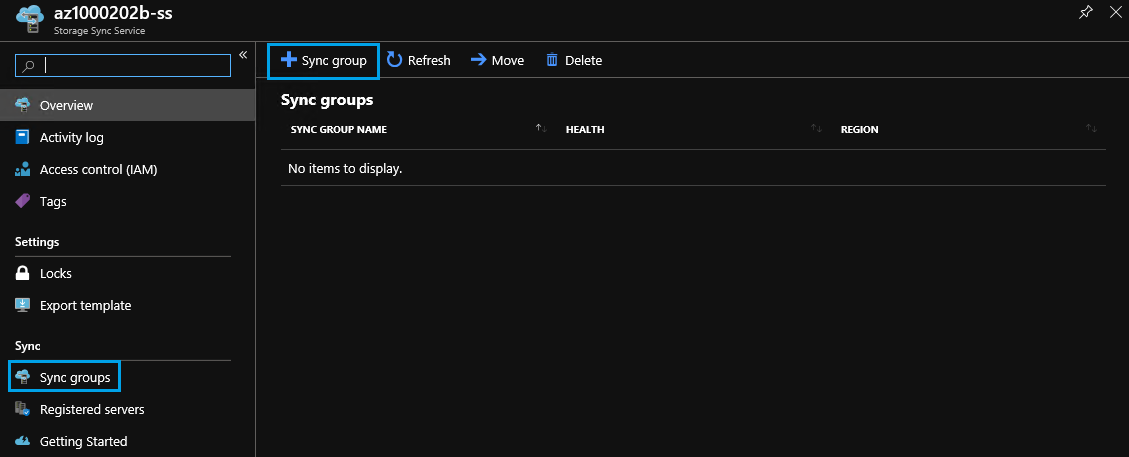 az1000202b-ss
Storage Sync Service
«
+ Sync group Refresh Move Delete
Overview
Activity log
Access control (IAM)
Tags
Settings
Locks
Export template
Sync
Sync groups
Registered servers
Getting Started
Sync groups
SYNC GROUP NAME HEALTH REGION
No items to display.